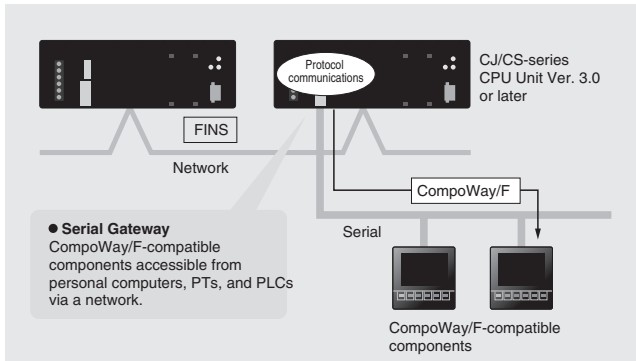 Protocol
communications
CJ/CS-series
CPU Unit Ver. 3.0
or later
FINS
Network
CompoWay/F
● Serial Gateway
CompoWay/F-compatible
components accessible from
personal computers, PTs, and PLCs
via a network.
Serial
CompoWay/F-compatible
components